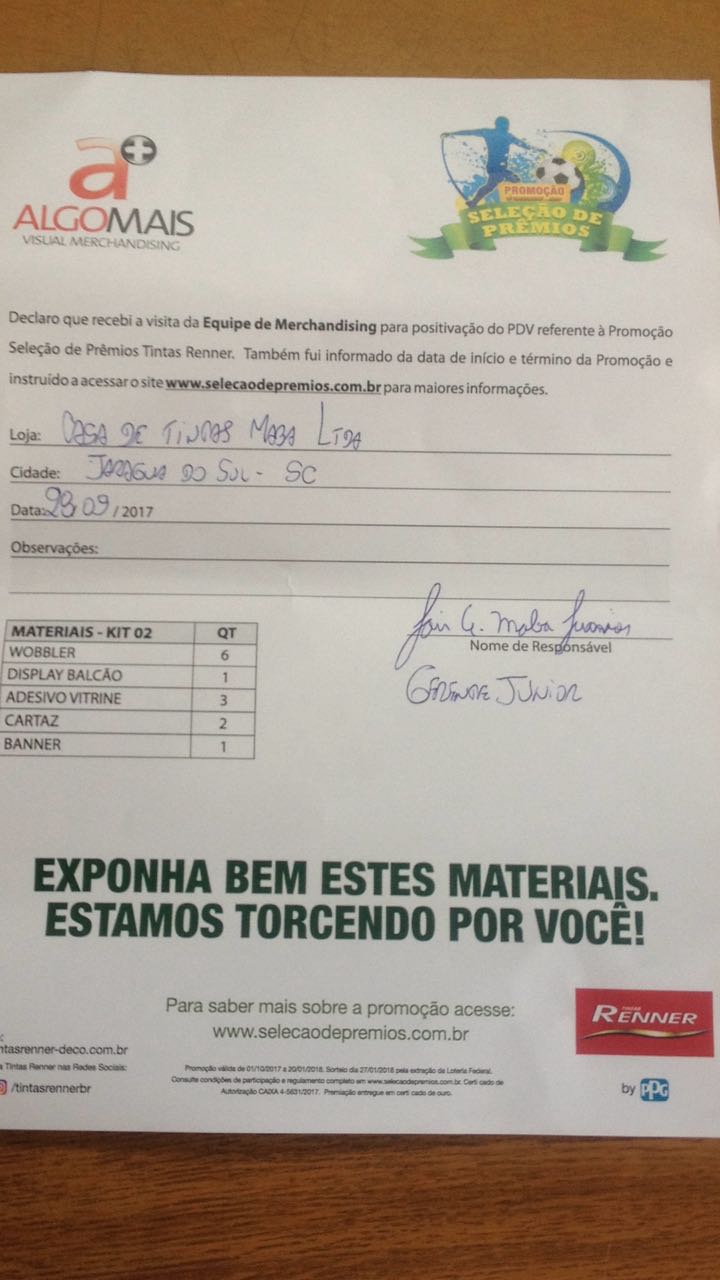 a+
ALGOMAIS
VISUAL MERCHANDISING
PROMOÇÃO
SELEÇÃO DE
PRÊMIOS
Declaro que recebi a visita da Equipe de Merchandising para positivação do PDV referente à Promoção
Seleção de Prêmios Tintas Renner. Também fui informado da data de início e término da Promoção e
instruído a acessar o site www.selecaodepremios.com.br para maiores informações.
Loja: CASA DE TINTAS MABA LTDA
Cidade: JARAGUA DO SUL - SC
Data: 28/09/2017
Observações:
Jair G. Maba Junior
Nome de Responsável
GERENTE JUNIOR
MATERIAIS - KIT 02 QT
WOBBLER 6
DISPLAY BALCÃO 1
ADESIVO VITRINE 3
CARTAZ 2
BANNER 1
EXPONHA BEM ESTES MATERIAIS.
ESTAMOS TORCENDO POR VOCÊ!
Para saber mais sobre a promoção acesse:
www.selecaodepremios.com.br
ntasrenner-deco.com.br
a Tintas Renner nas Redes Sociais:
/tintasrennerbr
Promoção válida de 01/10/2017 a 20/01/2018. Sorteio dia 27/01/2018 pela extração da Loteria Federal.
Consulte condições de participação e regulamento completo em www.selecaodepremios.com.br. Certi cado de
Autorização CAIXA 4-5631/2017. Premiação entregue em certi cado de ouro.
TINTAS
RENNER
by PPG